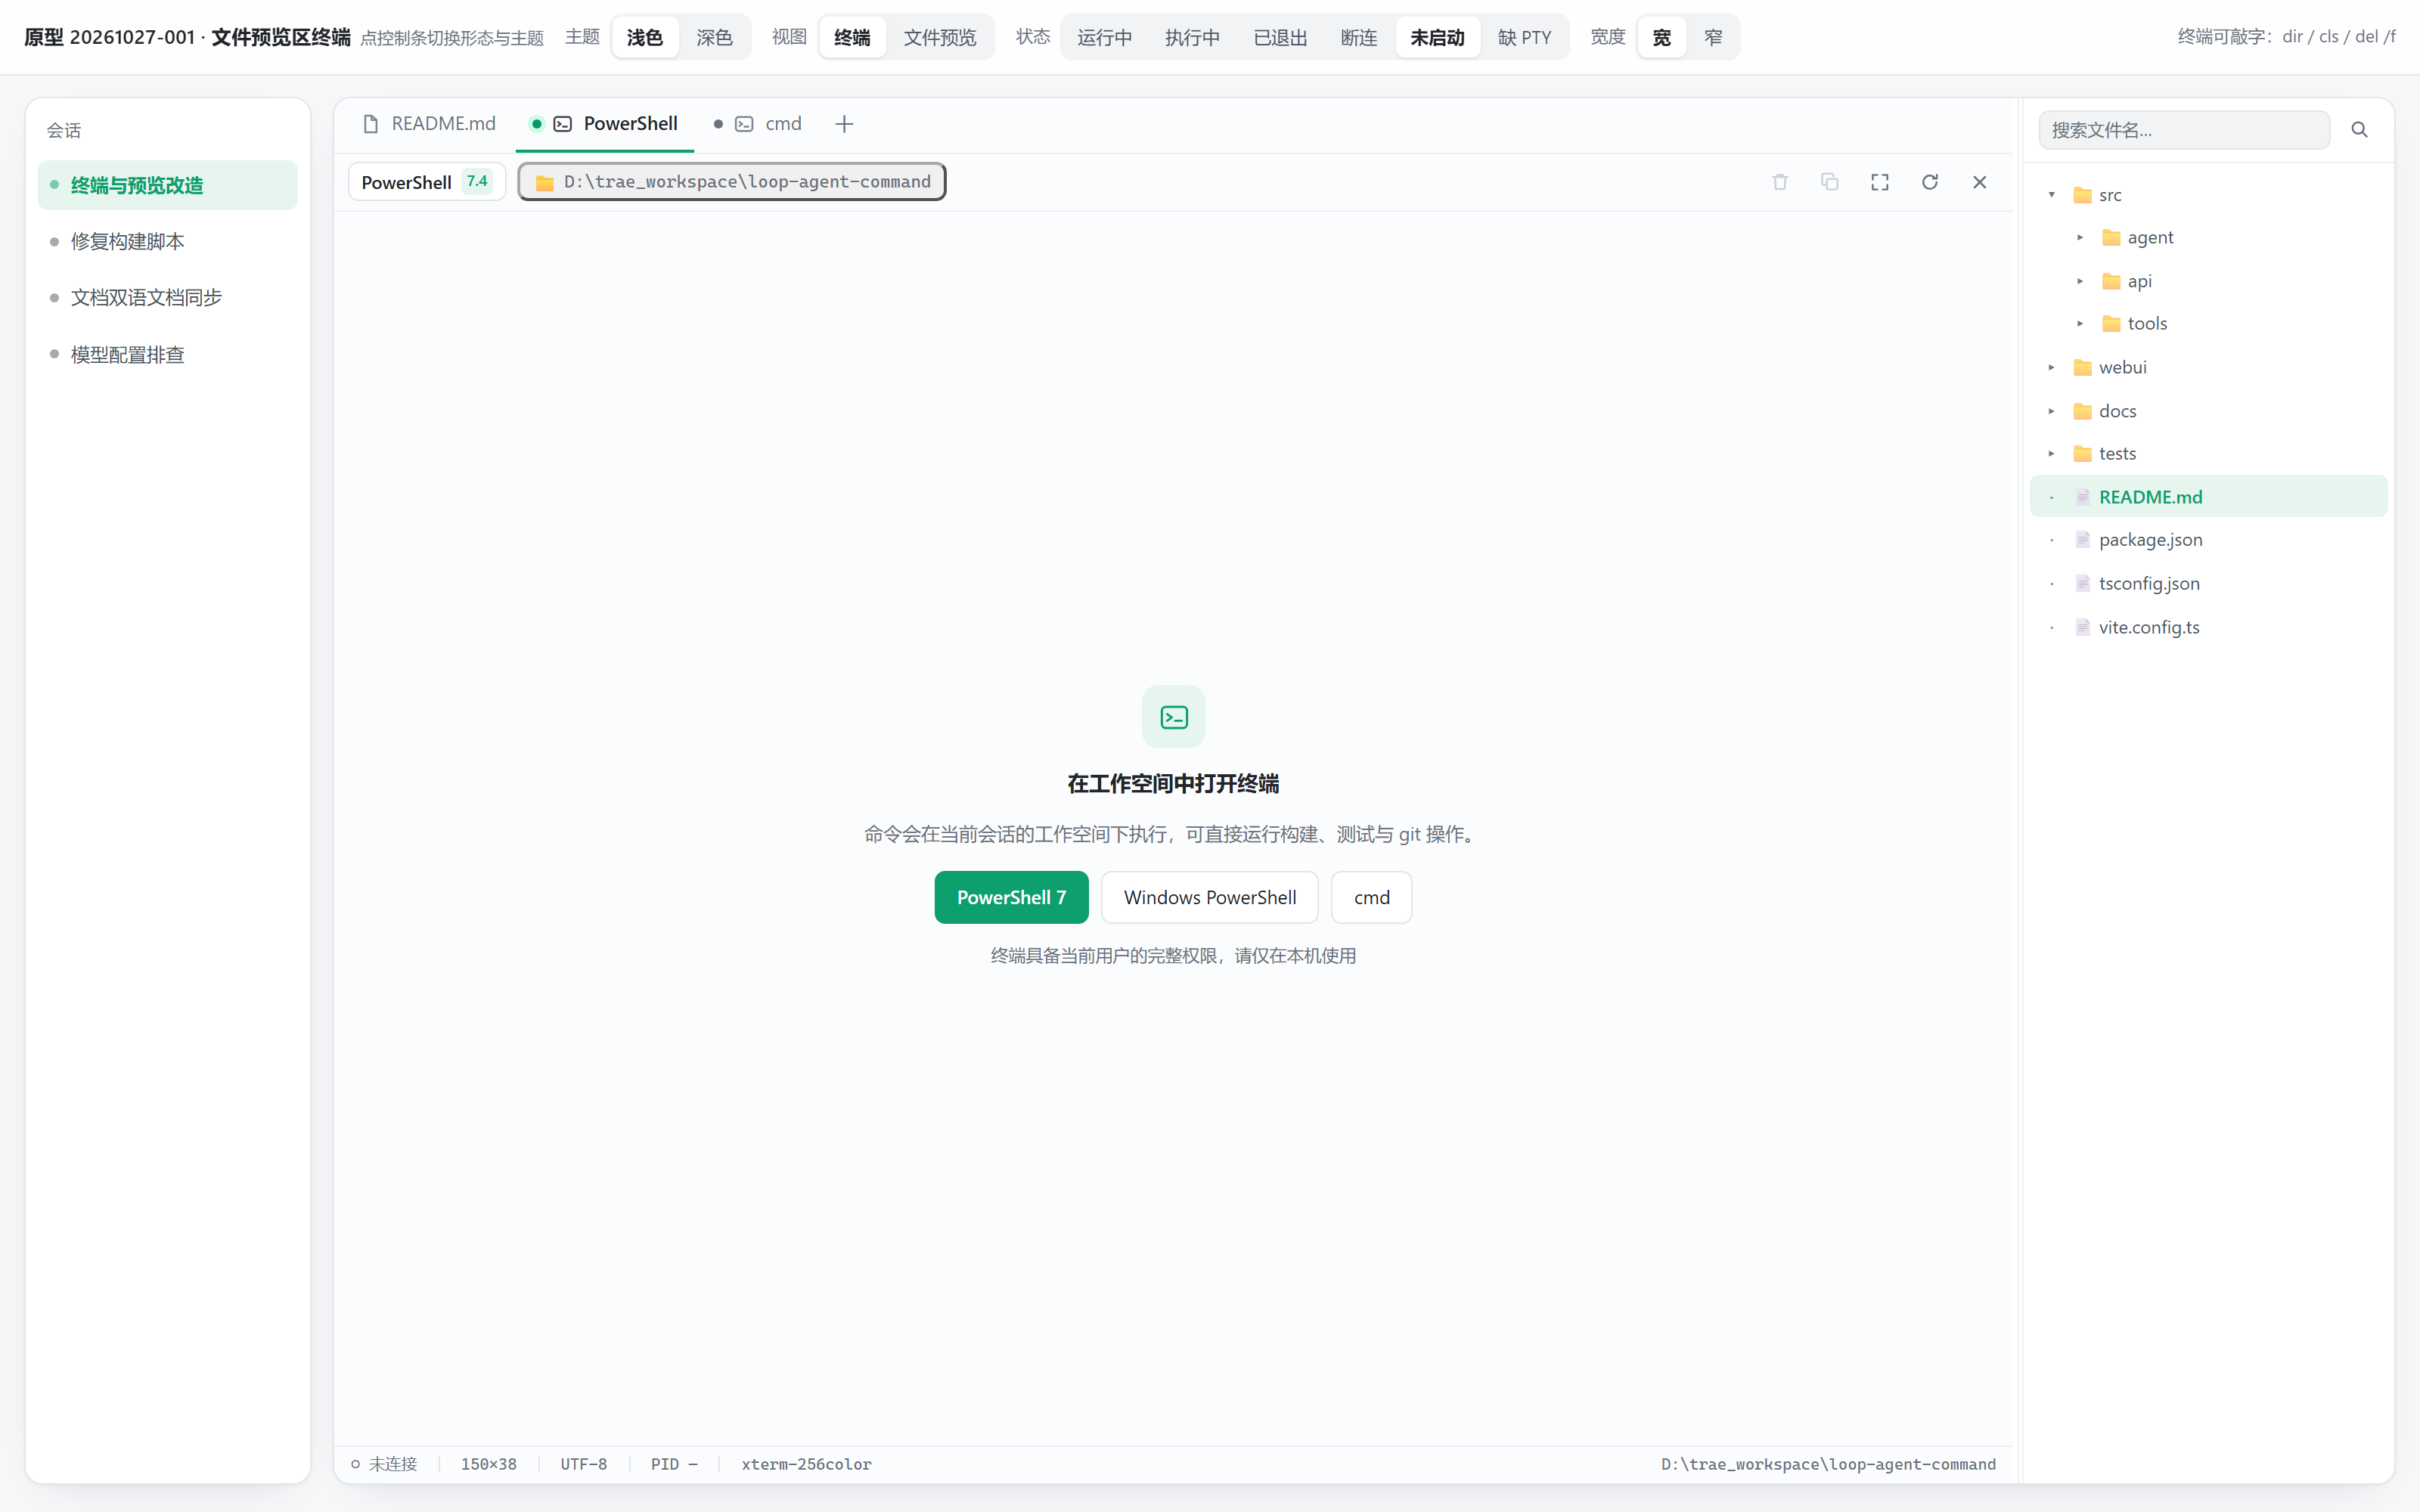 原型 20261027-001 · 文件预览区终端 点控制条切换形态与主题 主题 浅色 深色 视图 终端 文件预览 状态 运行中 执行中 已退出 断连 未启动 缺 PTY 宽度 宽 窄 终端可敲字：dir / cls / del /f
会话
终端与预览改造
修复构建脚本
文档双语文档同步
模型配置排查
README.md PowerShell cmd
PowerShell 7.4 D:\trae_workspace\loop-agent-command
在工作空间中打开终端
命令会在当前会话的工作空间下执行，可直接运行构建、测试与 git 操作。
PowerShell 7 Windows PowerShell cmd
终端具备当前用户的完整权限，请仅在本机使用
未连接 150×38 UTF-8 PID — xterm-256color D:\trae_workspace\loop-agent-command
搜索文件名...
src
agent
api
tools
webui
docs
tests
README.md
package.json
tsconfig.json
vite.config.ts